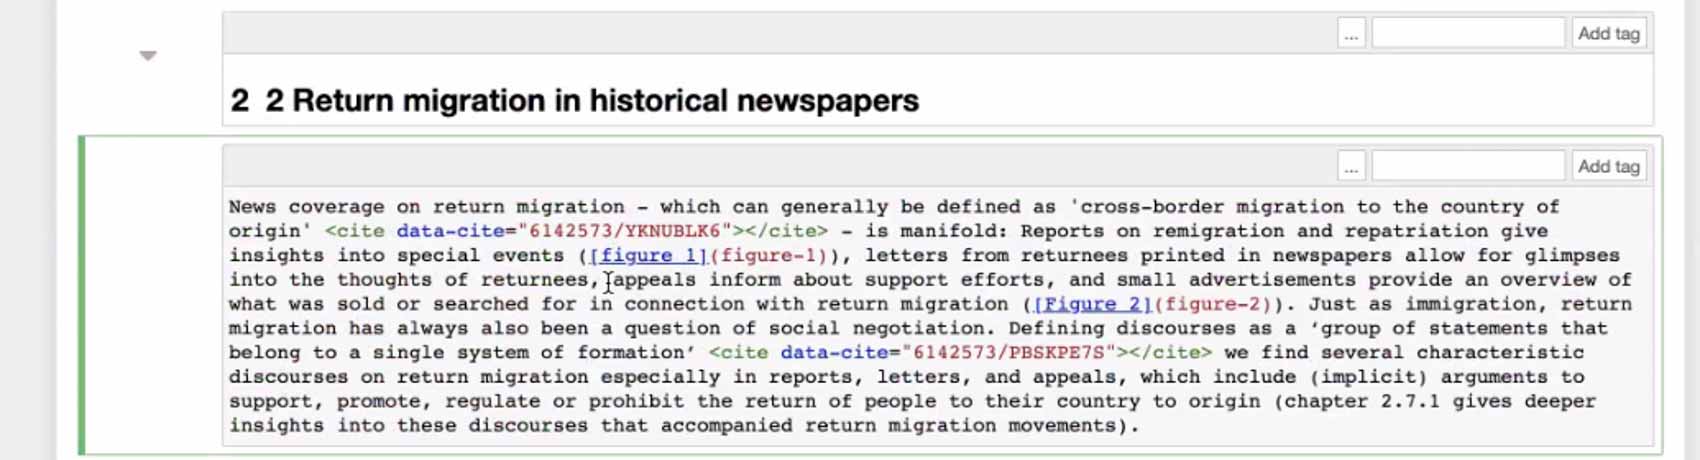 ... Add tag
2 2 Return migration in historical newspapers
... Add tag
News coverage on return migration – which can generally be defined as 'cross-border migration to the country of
origin' <cite data-cite="6142573/YKNUBLK6"></cite> – is manifold: Reports on remigration and repatriation give
insights into special events ([figure 1](figure-1)), letters from returnees printed in newspapers allow for glimpses
into the thoughts of returnees, appeals inform about support efforts, and small advertisements provide an overview of
what was sold or searched for in connection with return migration ([Figure 2](figure-2)). Just as immigration, return
migration has always also been a question of social negotiation. Defining discourses as a ‘group of statements that
belong to a single system of formation’ <cite data-cite="6142573/PBSKPE7S"></cite> we find several characteristic
discourses on return migration especially in reports, letters, and appeals, which include (implicit) arguments to
support, promote, regulate or prohibit the return of people to their country to origin (chapter 2.7.1 gives deeper
insights into these discourses that accompanied return migration movements).